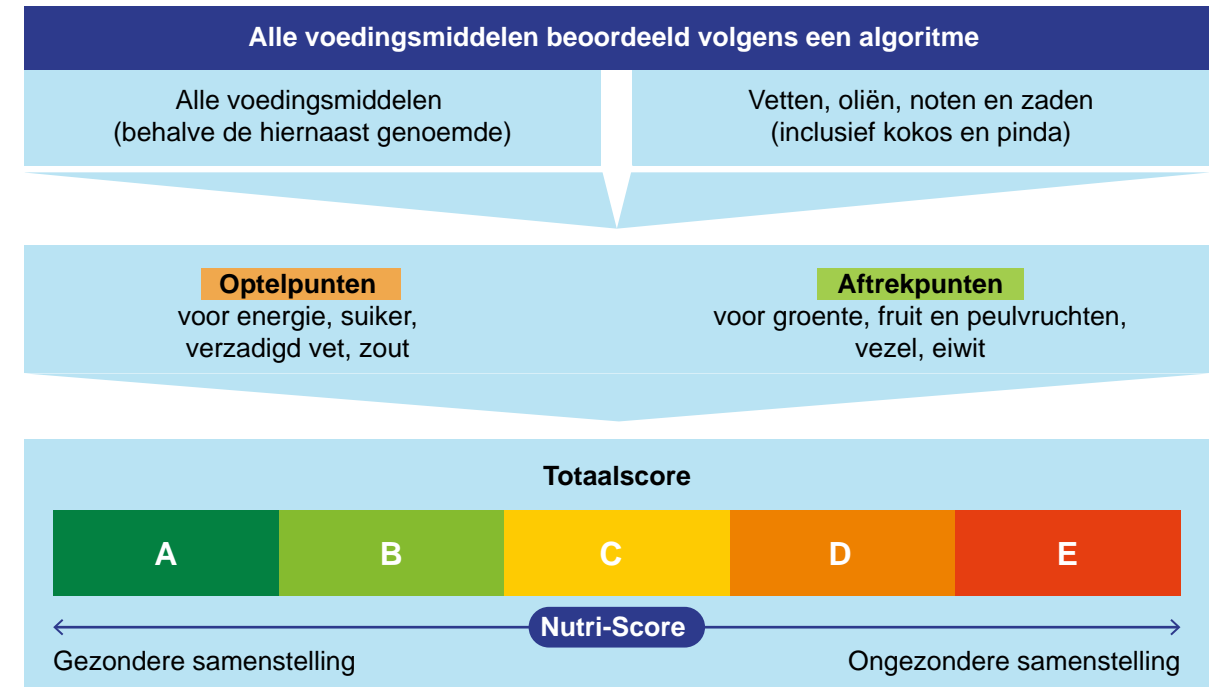 Alle voedingsmiddelen beoordeeld volgens een algoritme
Alle voedingsmiddelen
(behalve de hiernaast genoemde)
Vetten, oliën, noten en zaden
(inclusief kokos en pinda)
Optelpunten
voor energie, suiker,
verzadigd vet, zout
Aftrekpunten
voor groente, fruit en peulvruchten,
vezel, eiwit
Totaalscore
A B C D E
Nutri-Score
Gezondere samenstelling
Ongezondere samenstelling